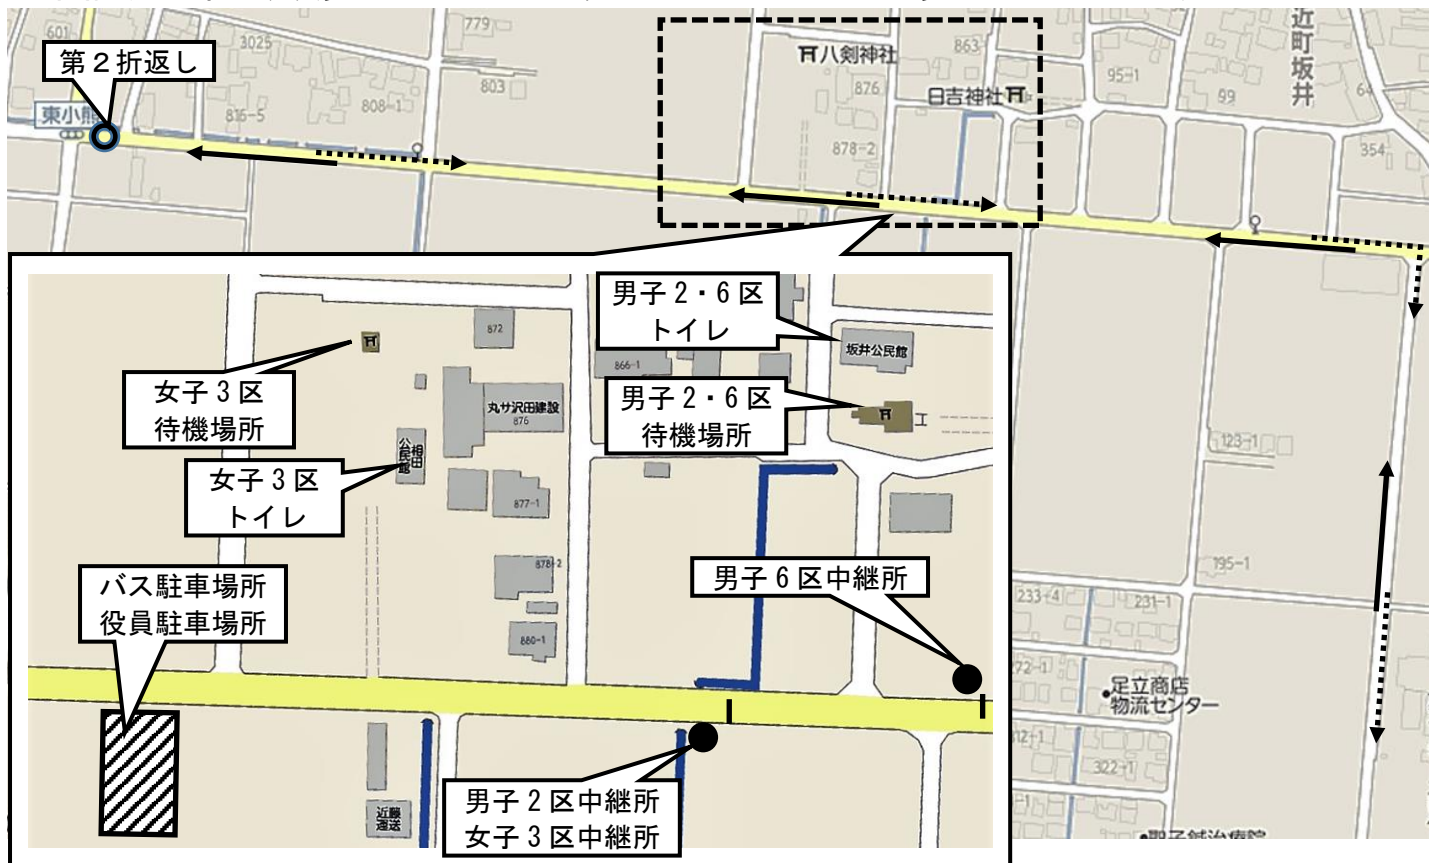 601
3025
779
第２折返し
803
808-1
816-5
東小熊
八剣神社
863
876
日吉神社
878-2
95-1
99
64
近町坂井
354
男子２・６区
トイレ
872
坂井公民館
866-1
女子３区
待機場所
丸サ沢田建設
876
男子２・６区
待機場所
相田
公民館
女子３区
トイレ
877-1
123-1
878-2
男子６区中継所
バス駐車場所
役員駐車場所
880-1
195-1
233-4
231-1
足立商店
物流センター
322-1
近藤
運送
男子２区中継所
女子３区中継所